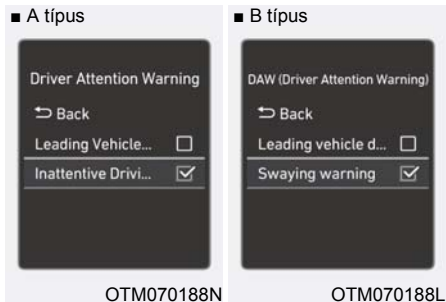 ■ A típus
Driver Attention Warning
Back
Leading Vehicle...
Inattentive Drivi...
OTM070188N
■ B típus
DAW (Driver Attention Warning)
Back
Leading vehicle d...
Swaying warning
OTM070188L